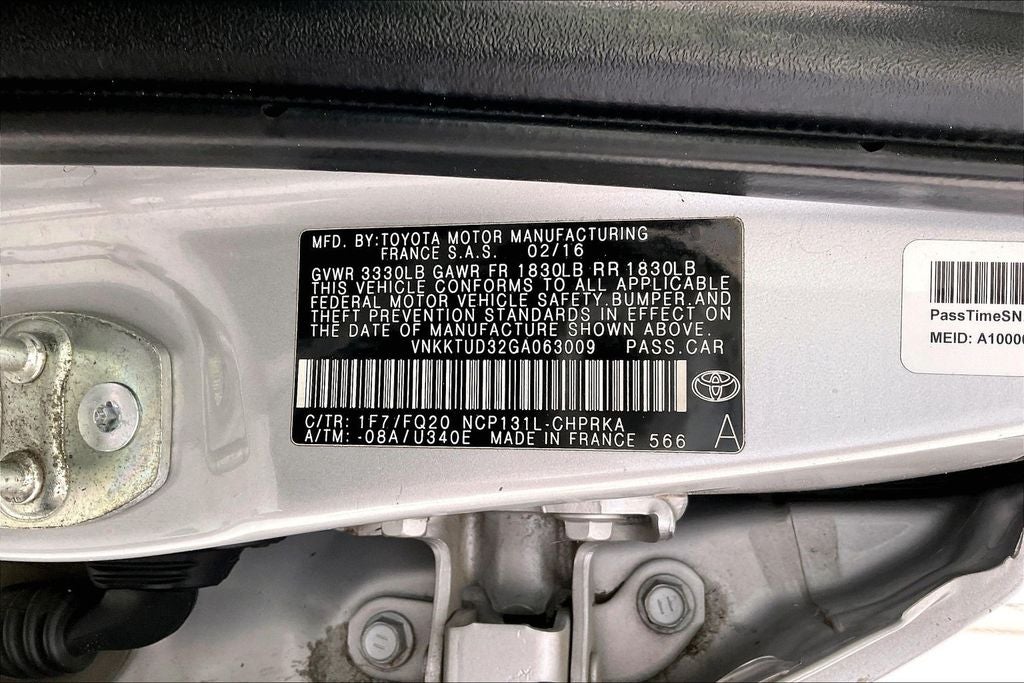 MFD. BY:TOYOTA MOTOR MANUFACTURING
FRANCE S.A.S. 02/16
GVWR 3330LB GAWR FR 1830LB RR 1830LB
THIS VEHICLE CONFORMS TO ALL APPLICABLE
FEDERAL MOTOR VEHICLE SAFETY.BUMPER.AND
THEFT PREVENTION STANDARDS IN EFFECT ON
THE DATE OF MANUFACTURE SHOWN ABOVE.
VNKKTUD32GA063009 PASS.CAR
C/TR: 1F7/FQ20 NCP131L-CHPRKA
A/TM: -08A/U340E MADE IN FRANCE 566 A
PassTimeSN
MEID: A1000